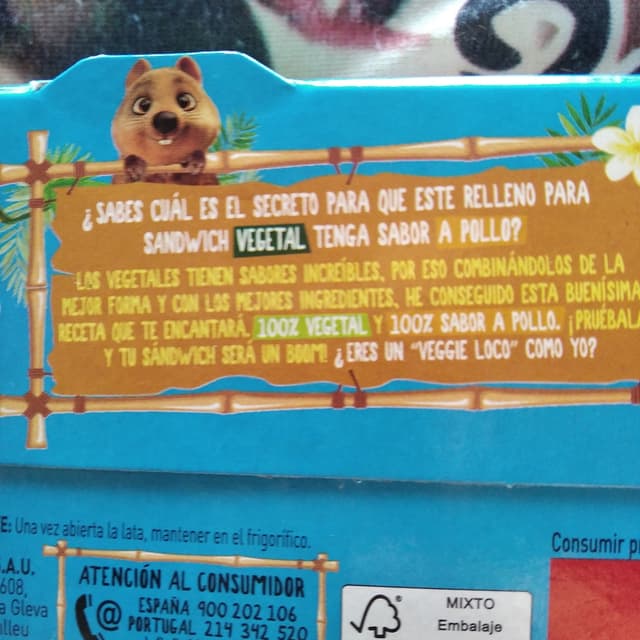 ¿SABES CUÁL ES EL SECRETO PARA QUE ESTE RELLENO PARA
SANDWICH VEGETAL TENGA SABOR A POLLO?
LOS VEGETALES TIENEN SABORES INCREÍBLES, POR ESO COMBINÁNDOLOS DE LA
MEJOR FORMA Y CON LOS MEJORES INGREDIENTES, HE CONSEGUIDO ESTA BUENÍSIMA
RECETA QUE TE ENCANTARÁ. 100% VEGETAL Y 100% SABOR A POLLO. ¡PRUÉBALA
Y TU SÁNDWICH SERÁ UN BOOM! ¿ERES UN "VEGGIE LOCO" COMO YO?
E: Una vez abierta la lata, mantener en el frigorífico.
.A.U.
608,
a Gleva
lleu
ATENCIÓN AL CONSUMIDOR
@ ESPAÑA 900 202 106
PORTUGAL 214 342 520
MIXTO
Embalaje
Consumir pr